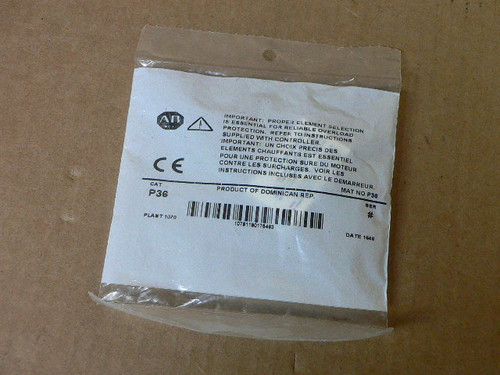 AB
IMPORTANT: PROPER ELEMENT SELECTION
IS ESSENTIAL FOR RELIABLE OVERLOAD
PROTECTION. REFER TO INSTRUCTIONS
SUPPLIED WITH CONTROLLER.
IMPORTANT: UN CHOIX PRECIS DES
ELEMENTS CHAUFFANTS EST ESSENTIEL
POUR UNE PROTECTION SURE DU MOTEUR
CONTRE LES SURCHARGES. VOIR LES
INSTRUCTIONS INCLUSES AVEC LE DEMARREUR.
CE
CAT
P36
PRODUCT OF DOMINICAN REP.
MAT NO P36
SER
#
PLANT 1070
DATE